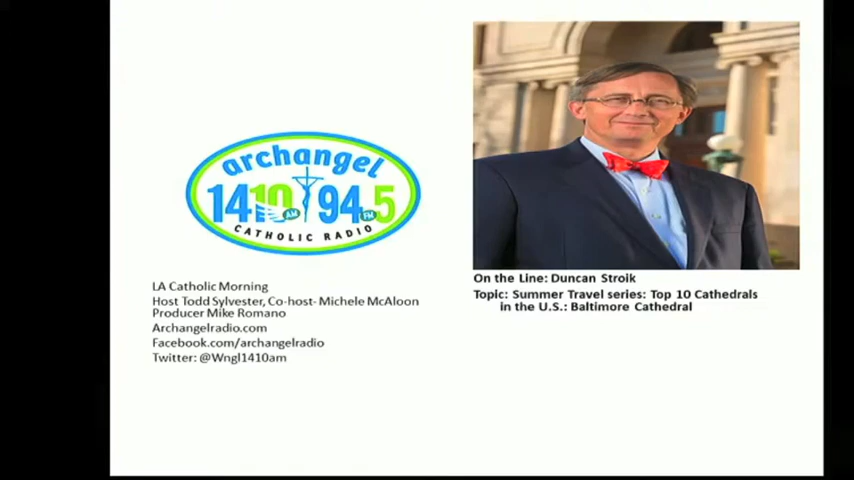 archangel
1410 AM 94.5 FM
CATHOLIC RADIO
LA Catholic Morning
Host Todd Sylvester, Co-host- Michele McAloon
Producer Mike Romano
Archangelradio.com
Facebook.com/archangelradio
Twitter: @Wngl1410am
On the Line: Duncan Stroik
Topic: Summer Travel series: Top 10 Cathedrals
in the U.S.: Baltimore Cathedral